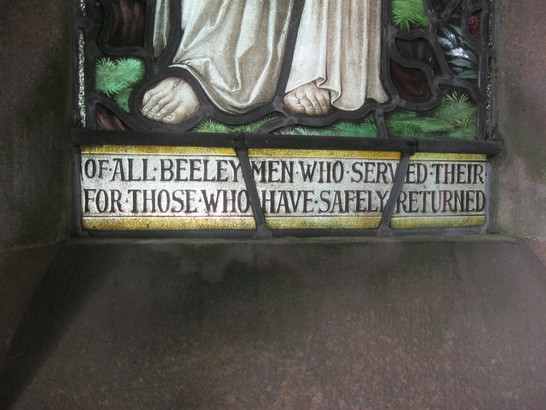 OF·ALL·BEELEY MEN·WHO·SERVED·THEIR
FOR·THOSE·WHO HAVE·SAFELY RETURNED